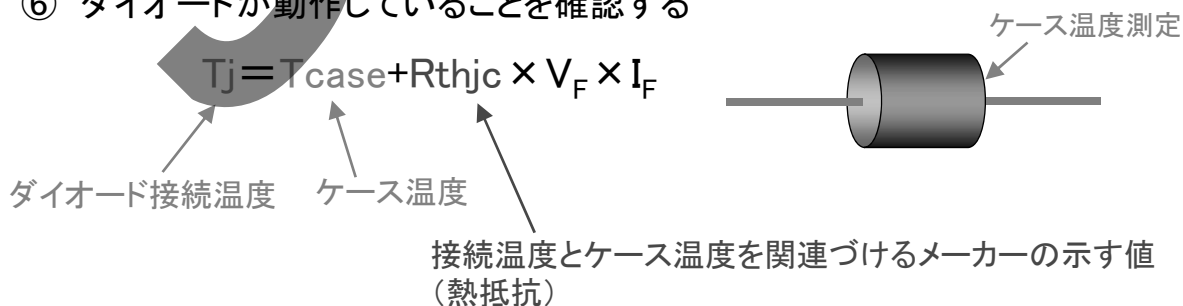 ⑥ ダイオードが動作していることを確認する
ケース温度測定
Tj=Tcase+Rthjc×V_F×I_F
ダイオード接続温度
ケース温度
接続温度とケース温度を関連づけるメーカーの示す値
(熱抵抗)